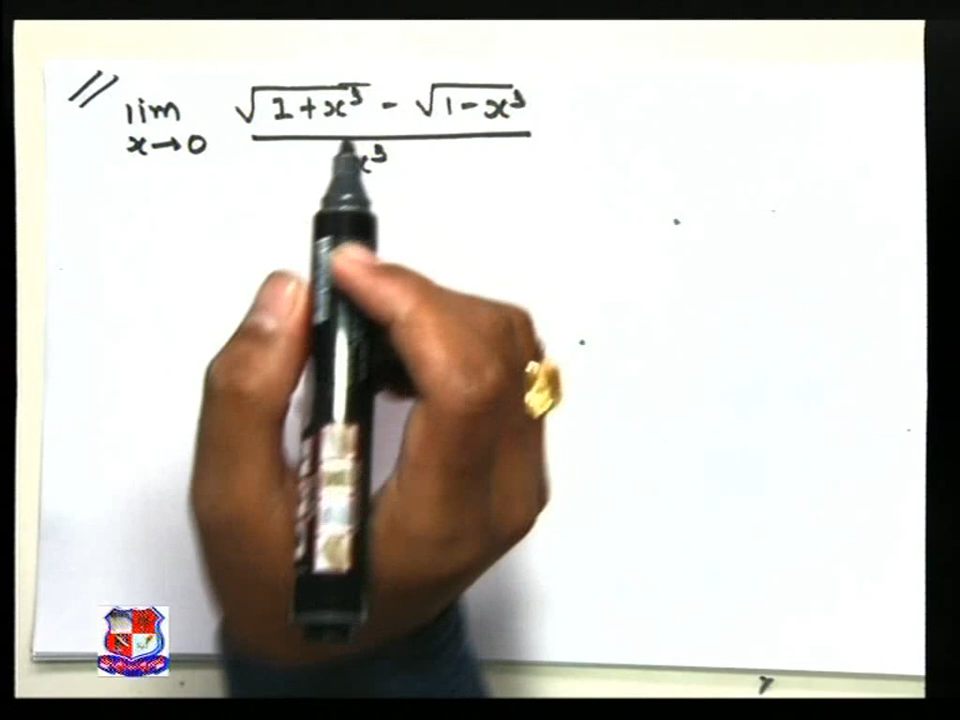 lim x→0 (√(1+x³) - √(1-x³)) / x³